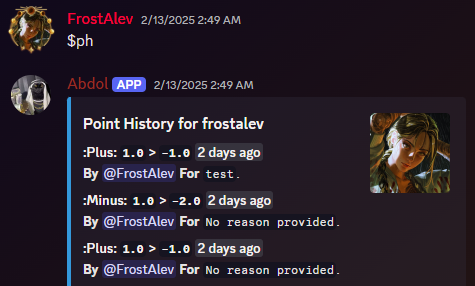 FrostAlev 2/13/2025 2:49 AM
$ph
Abdol APP 2/13/2025 2:49 AM
Point History for frostalev
:Plus: 1.0 > -1.0 2 days ago
By @FrostAlev For test.
:Minus: 1.0 > -2.0 2 days ago
By @FrostAlev For No reason provided.
:Plus: 1.0 > -1.0 2 days ago
By @FrostAlev For No reason provided.